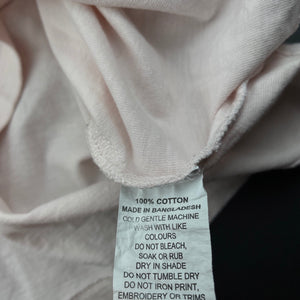 100% COTTON
MADE IN BANGLADESH
COLD GENTLE MACHINE
WASH WITH LIKE
COLOURS
DO NOT BLEACH,
SOAK OR RUB
DRY IN SHADE
DO NOT TUMBLE DRY
DO NOT IRON PRINT,
EMBROIDERY OR TRIMS